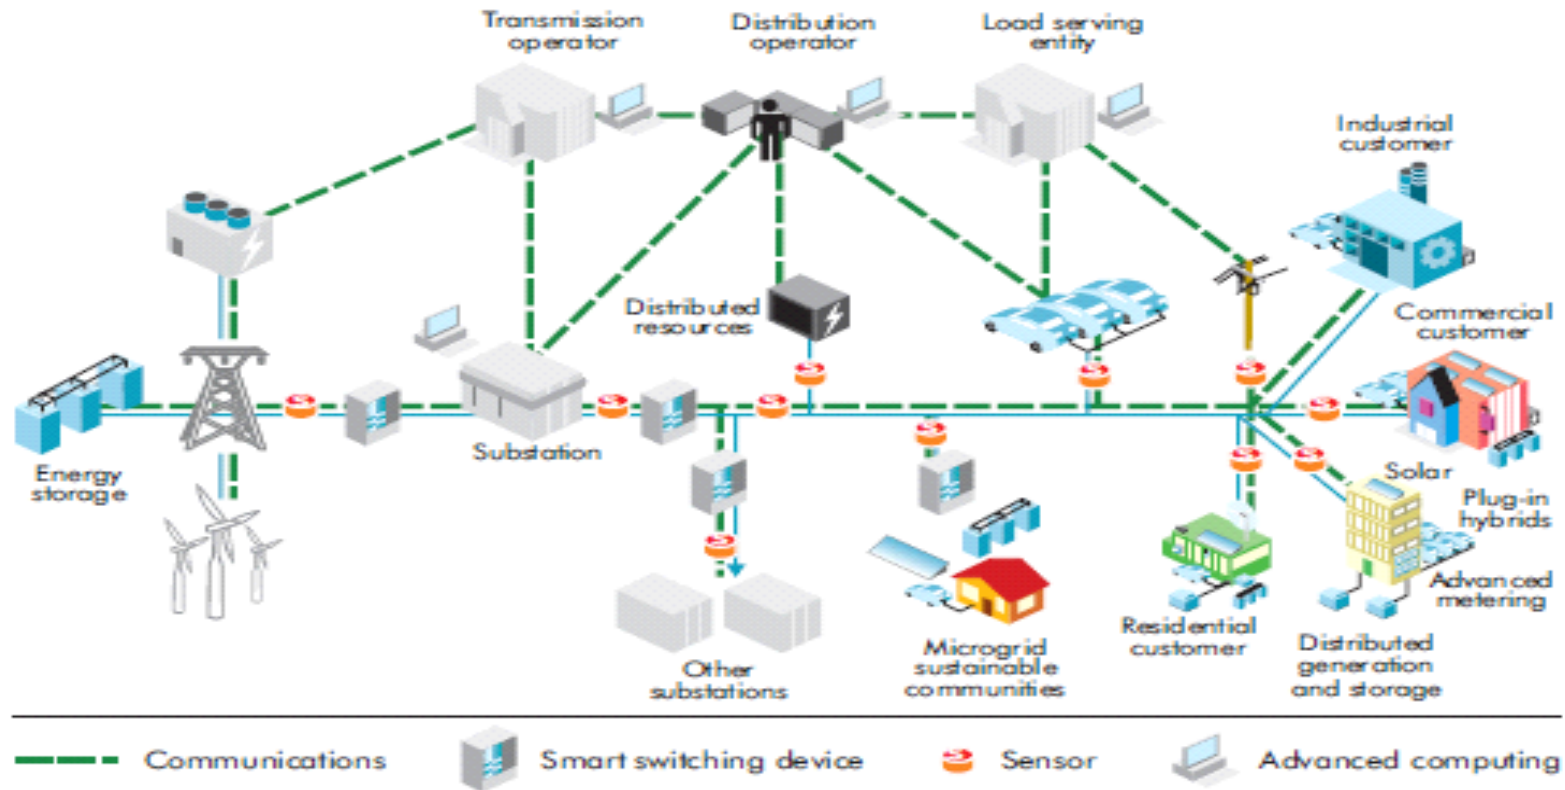 Transmission
operator
Distribution
operator
Load serving
entity
Industrial
customer
Distributed
resources
Commercial
customer
Substation
Energy
storage
Solar
Plug-in
hybrids
Advanced
metering
Residential
customer
Distributed
generation
and storage
Microgrid
sustainable
communities
Other
substations
Communications
Smart switching device
S Sensor
Advanced computing